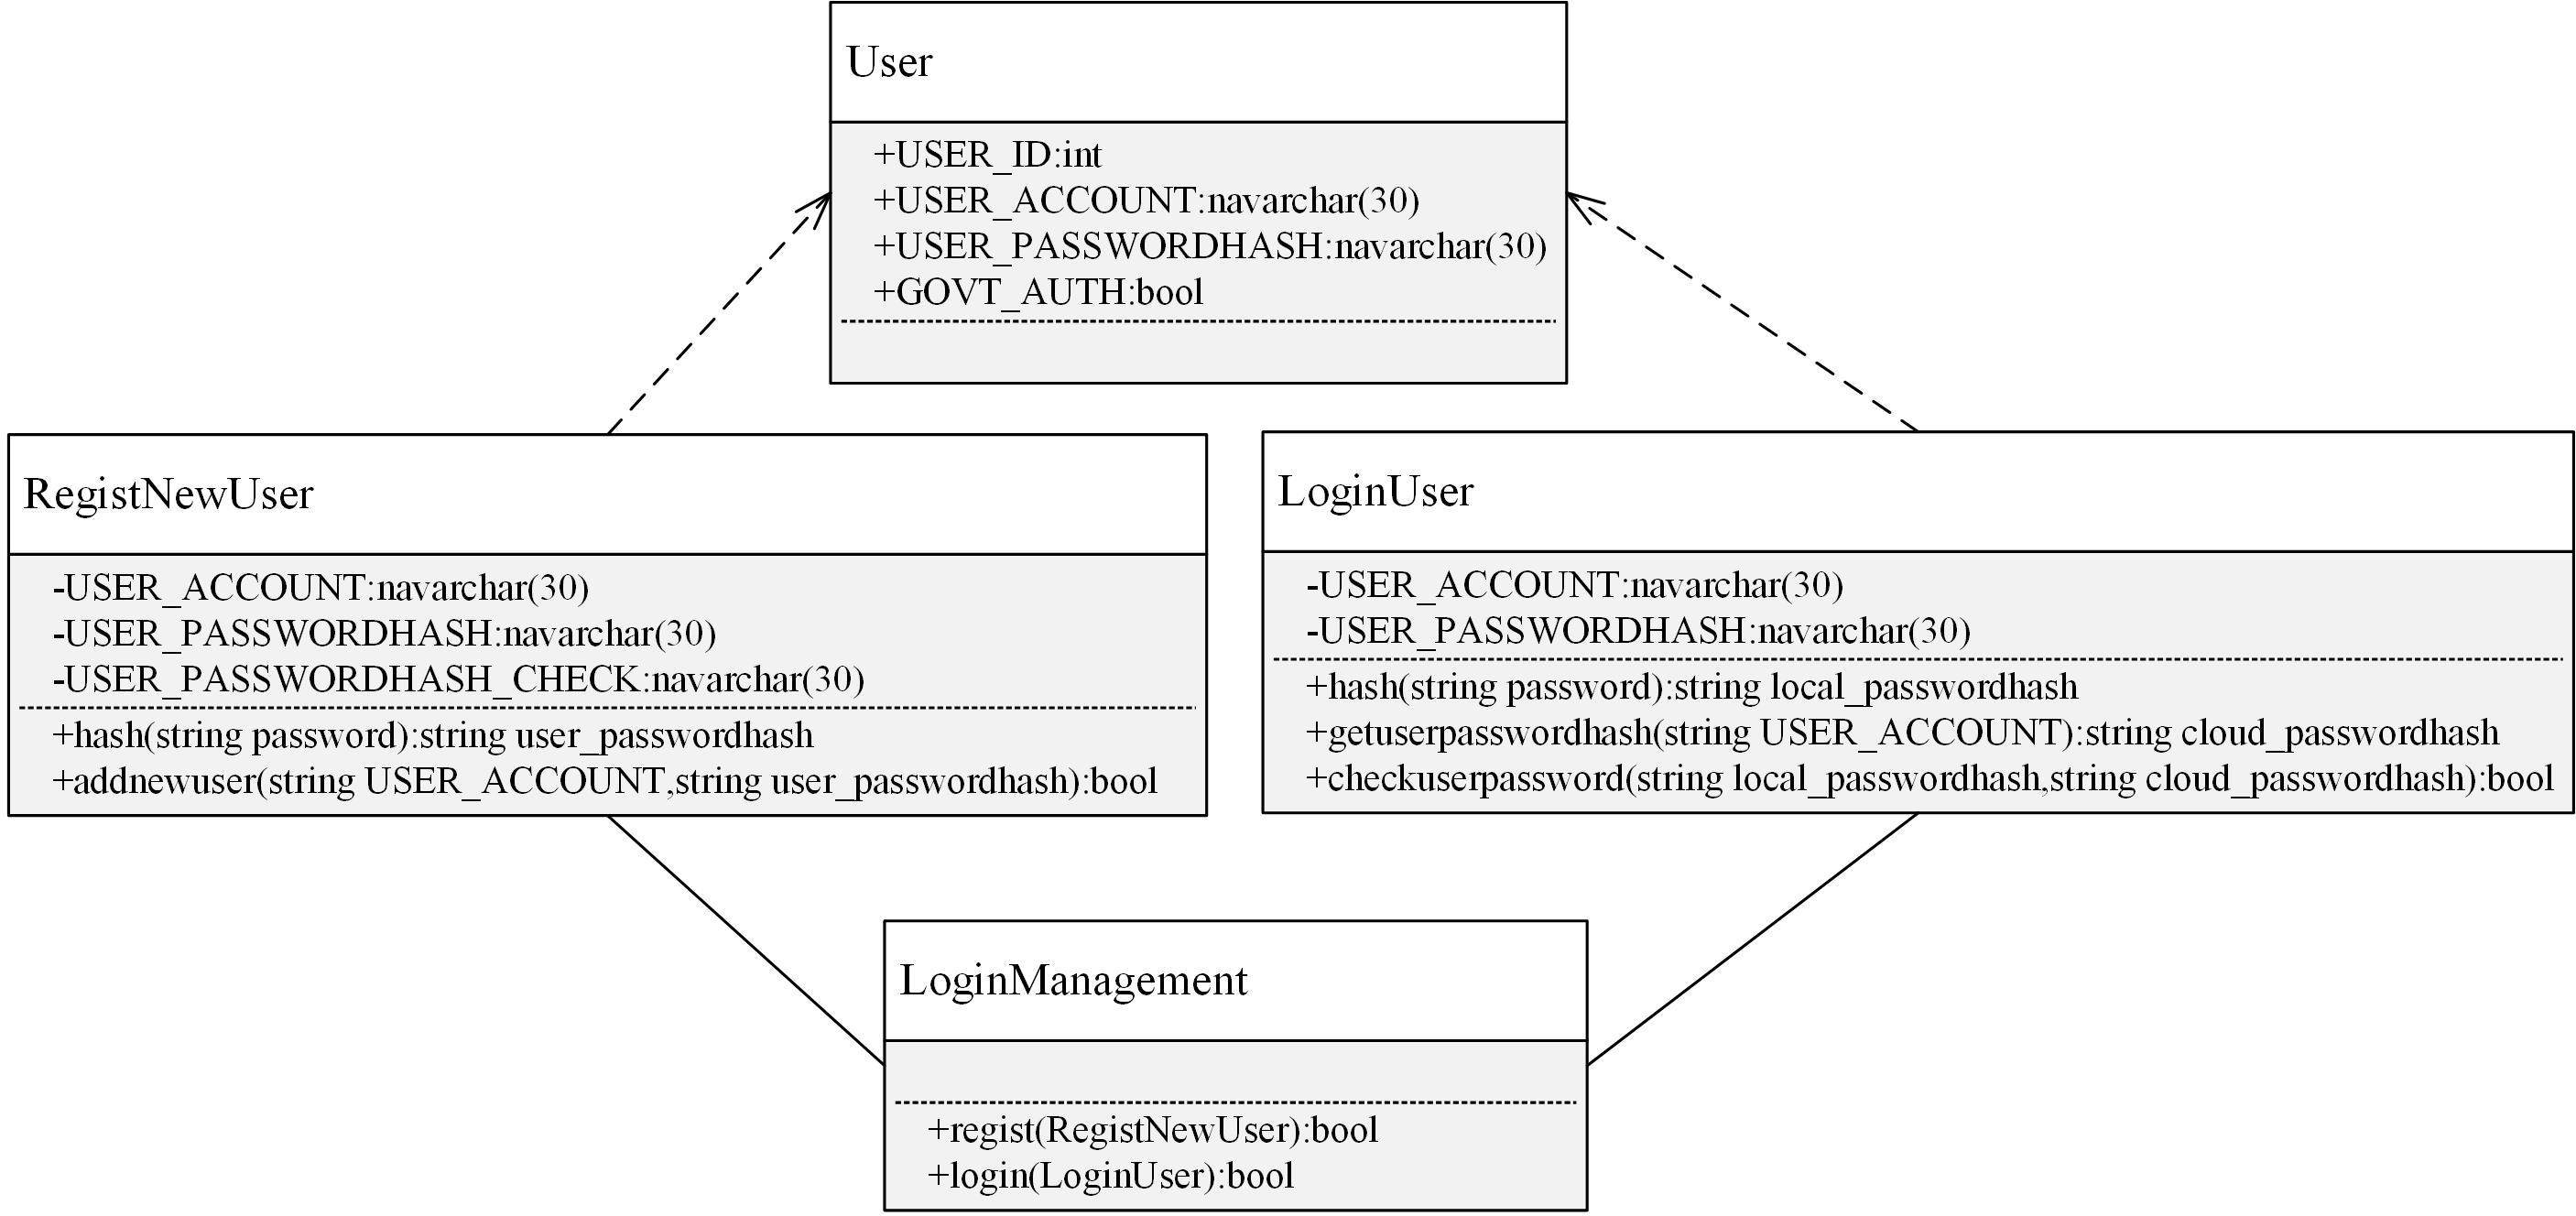 User
+USER_ID:int
+USER_ACCOUNT:navarchar(30)
+USER_PASSWORDHASH:navarchar(30)
+GOVT_AUTH:bool
RegistNewUser
-USER_ACCOUNT:navarchar(30)
-USER_PASSWORDHASH:navarchar(30)
-USER_PASSWORDHASH_CHECK:navarchar(30)
+hash(string password):string user_passwordhash
+addnewuser(string USER_ACCOUNT,string user_passwordhash):bool
LoginUser
-USER_ACCOUNT:navarchar(30)
-USER_PASSWORDHASH:navarchar(30)
+hash(string password):string local_passwordhash
+getuserpasswordhash(string USER_ACCOUNT):string cloud_passwordhash
+checkuserpassword(string local_passwordhash,string cloud_passwordhash):bool
LoginManagement
+regist(RegistNewUser):bool
+login(LoginUser):bool